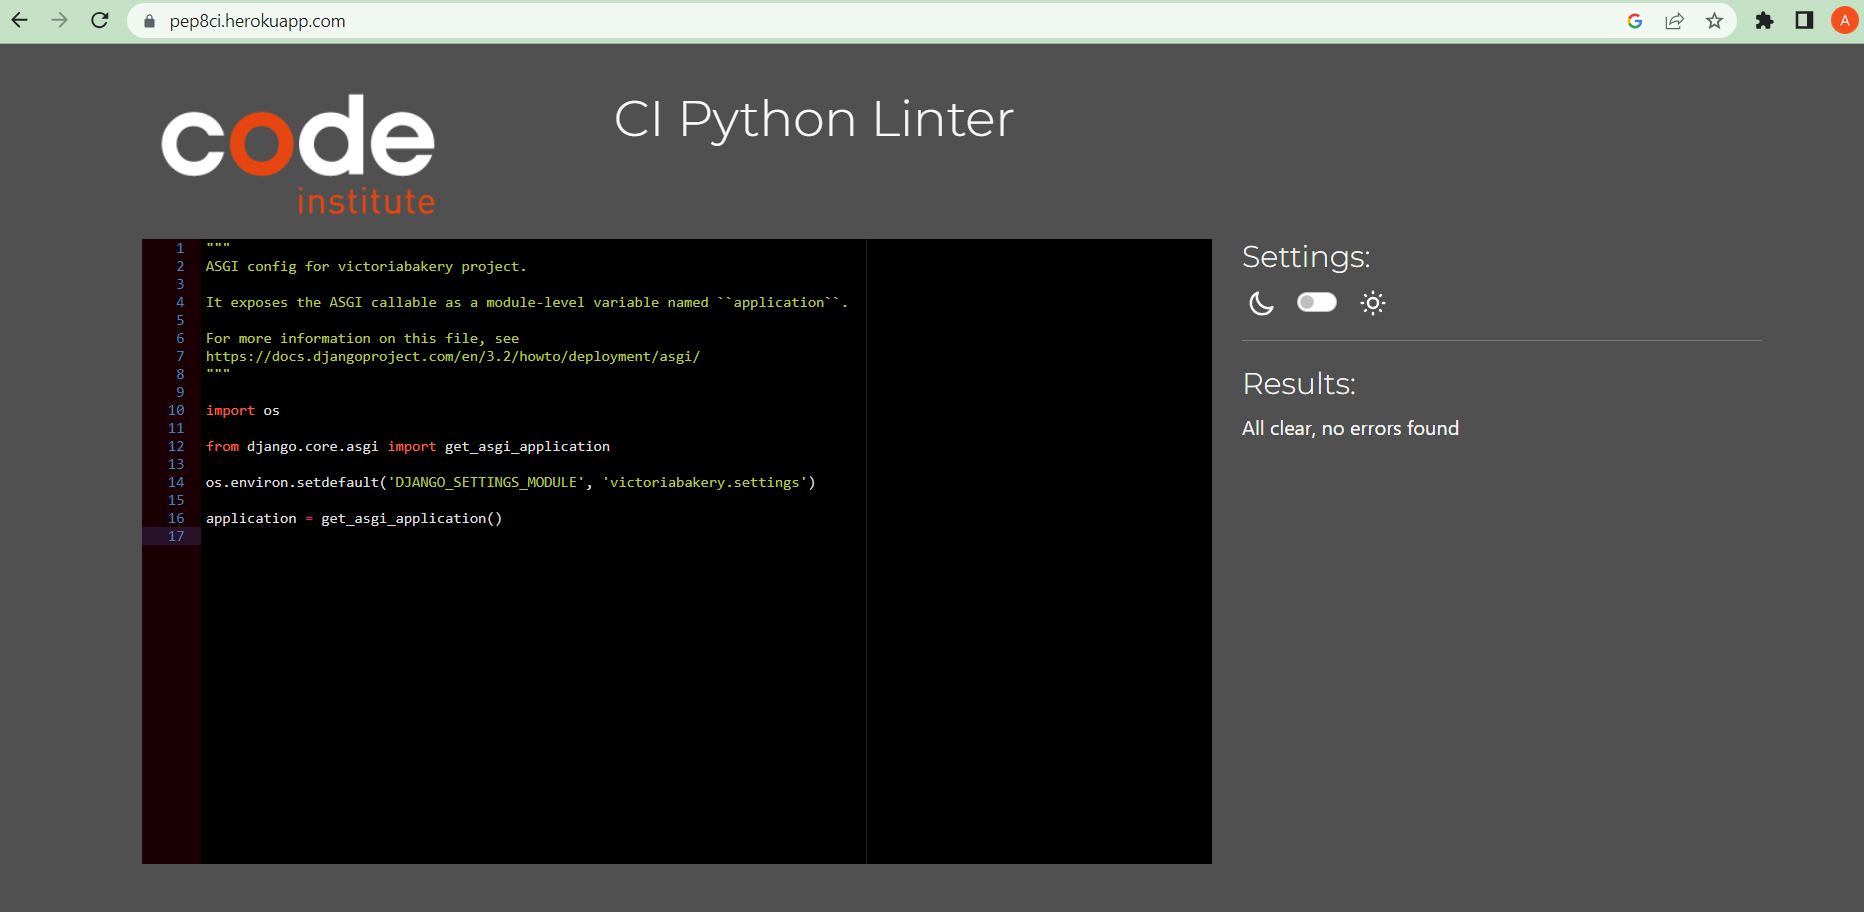 pep8ci.herokuapp.com
A
code
institute
CI Python Linter
1 """
2 ASGI config for victoriabakery project.
3
4 It exposes the ASGI callable as a module-level variable named ``application``.
5
6 For more information on this file, see
7 https://docs.djangoproject.com/en/3.2/howto/deployment/asgi/
8 """
9
10 import os
11
12 from django.core.asgi import get_asgi_application
13
14 os.environ.setdefault('DJANGO_SETTINGS_MODULE', 'victoriabakery.settings')
15
16 application = get_asgi_application()
17
Settings:
Results:
All clear, no errors found